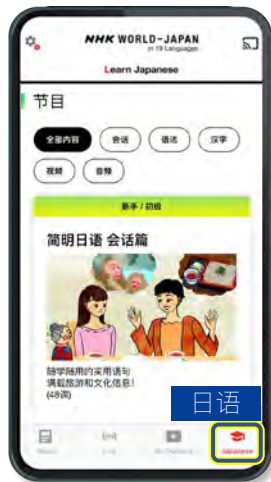 NHK WORLD-JAPAN
in 19 Languages
Learn Japanese
节目
全部内容
会话
语法
汉字
视频
音频
新手 / 初级
简明日语 会话篇
随学随用的实用语句
满载旅游和文化信息!
(48课)
日语
Japanese